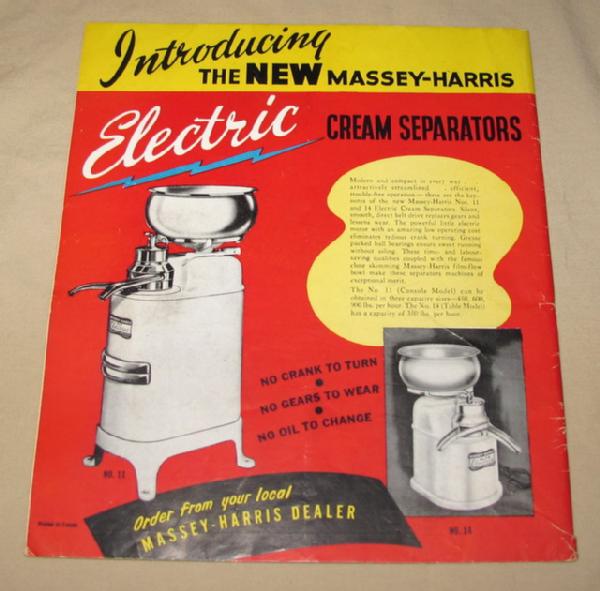 Introducing
THE NEW MASSEY-HARRIS
Electric CREAM SEPARATORS
Modern and compact in every way . .
attractively streamlined . . efficient,
trouble-free operation — these are the key-
notes of the new Massey-Harris Nos. 11
and 14 Electric Cream Separators. Silent,
smooth, direct belt drive replaces gears and
lessens wear. The powerful little electric
motor with an amazing low operating cost
eliminates tedious crank turning. Grease
packed ball bearings ensure sweet running
without oiling. These time- and labour-
saving qualities coupled with the famous
close skimming Massey-Harris film-flow
bowl make these separators machines of
exceptional merit.
The No. 11 (Console Model) can be
obtained in three capacity sizes— 600,
900 lbs. per hour. The No. 14 (Table Model)
has a capacity of 350 lbs. per hour.
NO CRANK TO TURN
NO GEARS TO WEAR
NO OIL TO CHANGE
NO. 11
NO. 14
Order from your local
MASSEY-HARRIS DEALER
Printed in